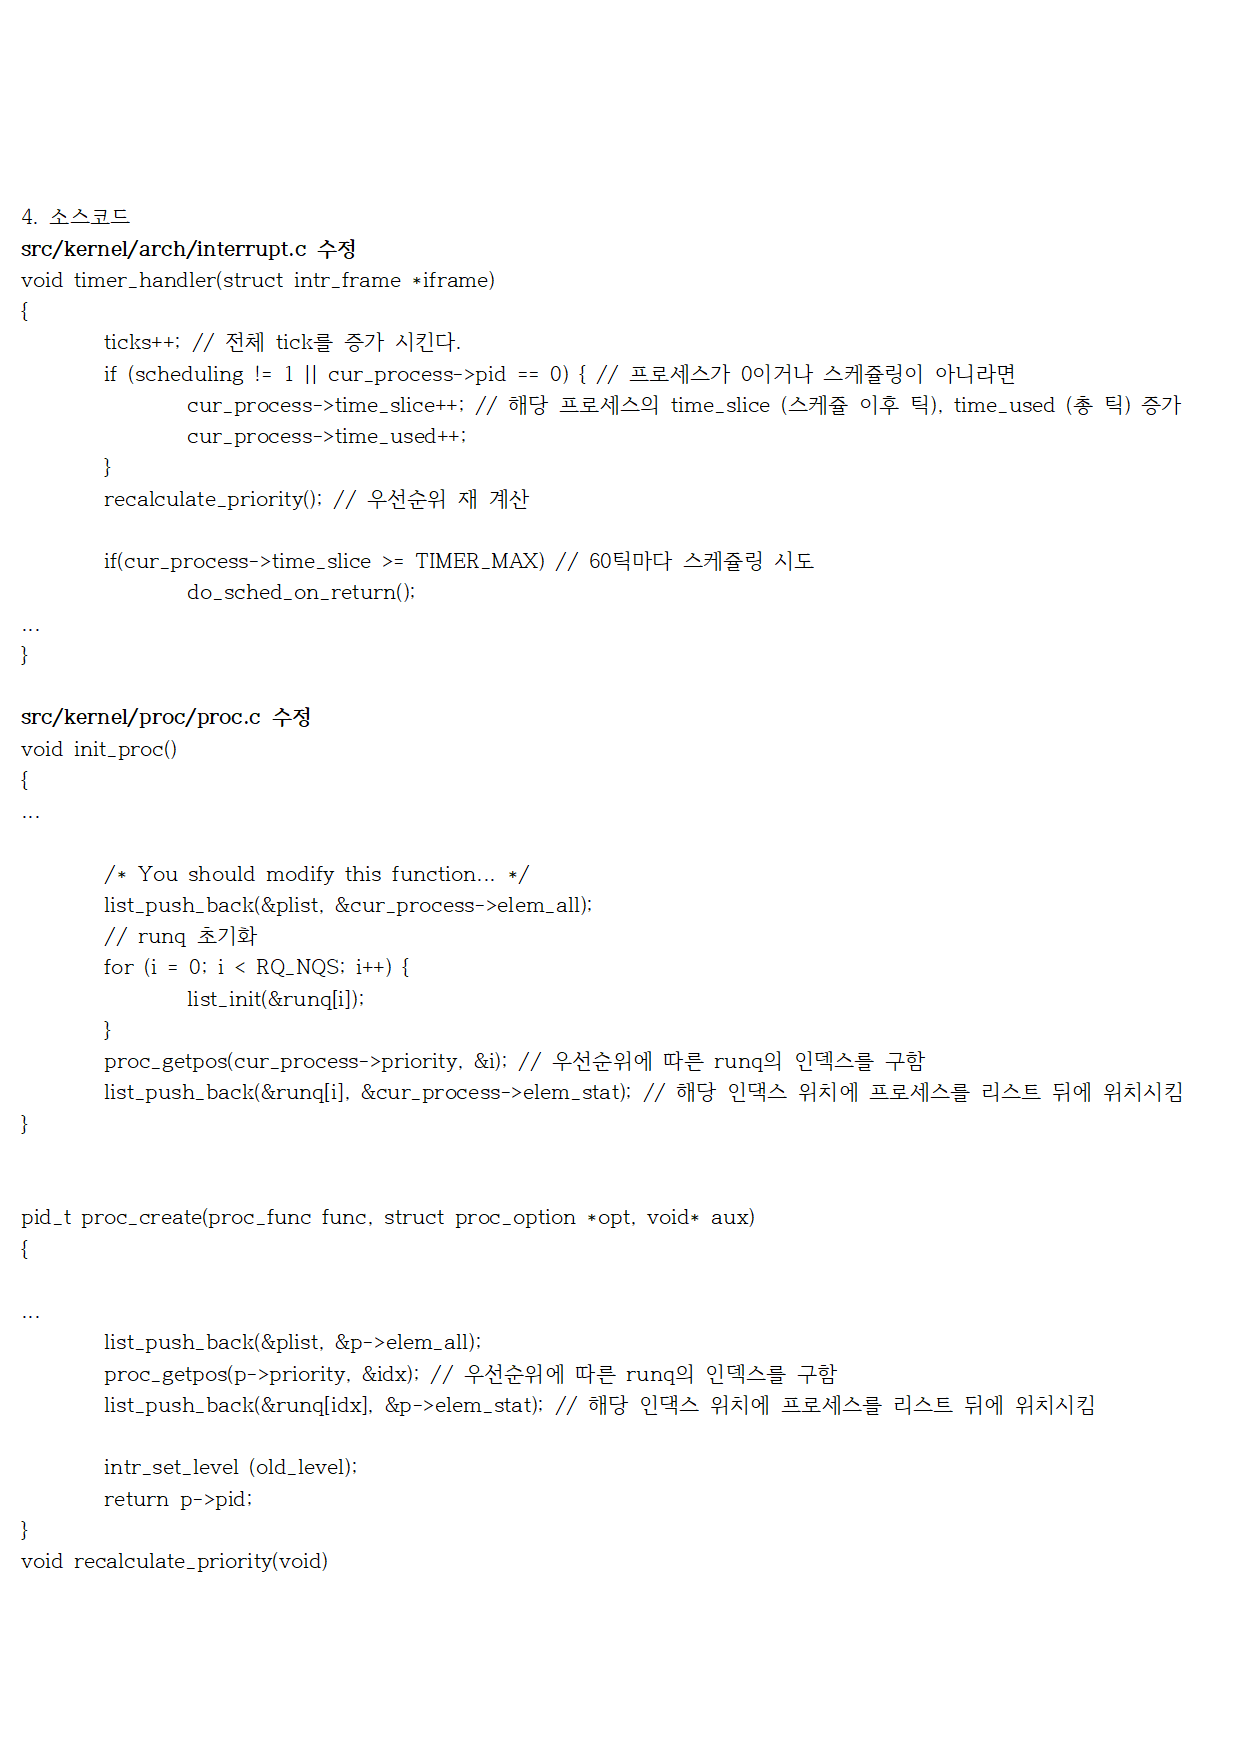 4. 소스코드
src/kernel/arch/interrupt.c 수정
void timer_handler(struct intr_frame *iframe)
{
ticks++; // 전체 tick를 증가 시킨다.
if (scheduling != 1 || cur_process->pid == 0) { // 프로세스가 0이거나 스케쥴링이 아니라면
cur_process->time_slice++; // 해당 프로세스의 time_slice (스케쥴 이후 틱), time_used (총 틱) 증가
cur_process->time_used++;
}
recalculate_priority(); // 우선순위 재 계산
if(cur_process->time_slice >= TIMER_MAX) // 60틱마다 스케쥴링 시도
do_sched_on_return();
...
}
src/kernel/proc/proc.c 수정
void init_proc()
{
...
/* You should modify this function... */
list_push_back(&plist, &cur_process->elem_all);
// runq 초기화
for (i = 0; i < RQ_NQS; i++) {
list_init(&runq[i]);
}
proc_getpos(cur_process->priority, &i); // 우선순위에 따른 runq의 인덱스를 구함
list_push_back(&runq[i], &cur_process->elem_stat); // 해당 인댁스 위치에 프로세스를 리스트 뒤에 위치시킴
}
pid_t proc_create(proc_func func, struct proc_option *opt, void* aux)
{
...
list_push_back(&plist, &p->elem_all);
proc_getpos(p->priority, &idx); // 우선순위에 따른 runq의 인덱스를 구함
list_push_back(&runq[idx], &p->elem_stat); // 해당 인댁스 위치에 프로세스를 리스트 뒤에 위치시킴
intr_set_level (old_level);
return p->pid;
}
void recalculate_priority(void)